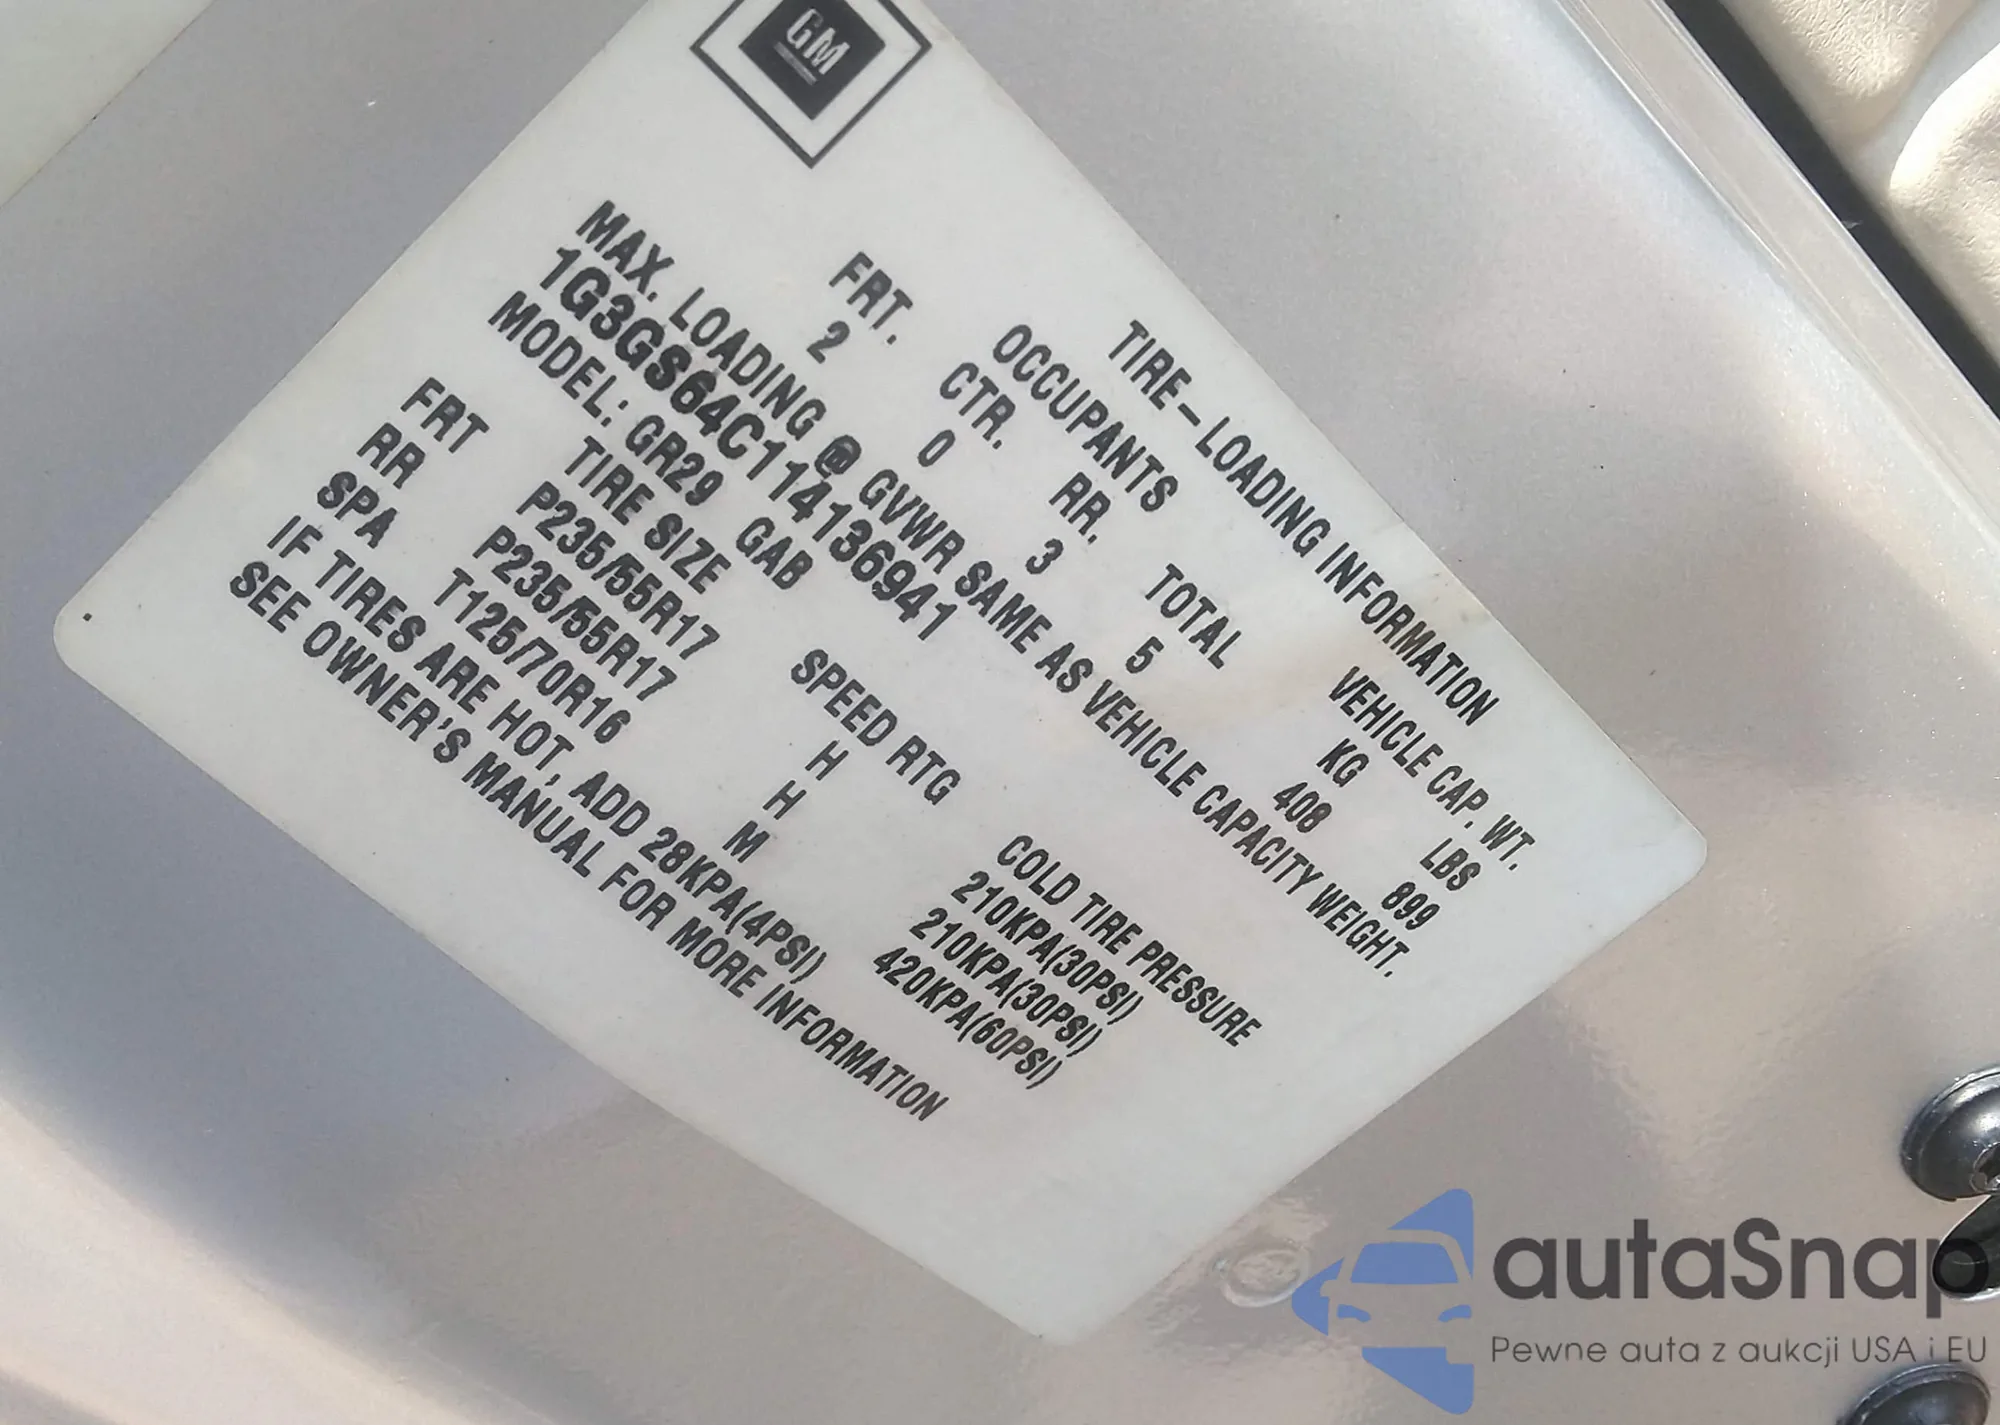 GM
TIRE-LOADING INFORMATION
OCCUPANTS VEHICLE CAP. WT.
FRT. CTR. RR. TOTAL KG LBS
2 0 3 5 408 899
MAX. LOADING @ GVWR SAME AS VEHICLE CAPACITY WEIGHT.
1G3GS64C114136941
MODEL: GR29 GAB
TIRE SIZE SPEED RTG COLD TIRE PRESSURE
FRT P235/55R17 H 210KPA(30PSI)
RR P235/55R17 H 210KPA(30PSI)
SPA T125/70R16 M 420KPA(60PSI)
IF TIRES ARE HOT, ADD 28KPA(4PSI)
SEE OWNER'S MANUAL FOR MORE INFORMATION
autaSnap
Pewne auta z aukcji USA i EU